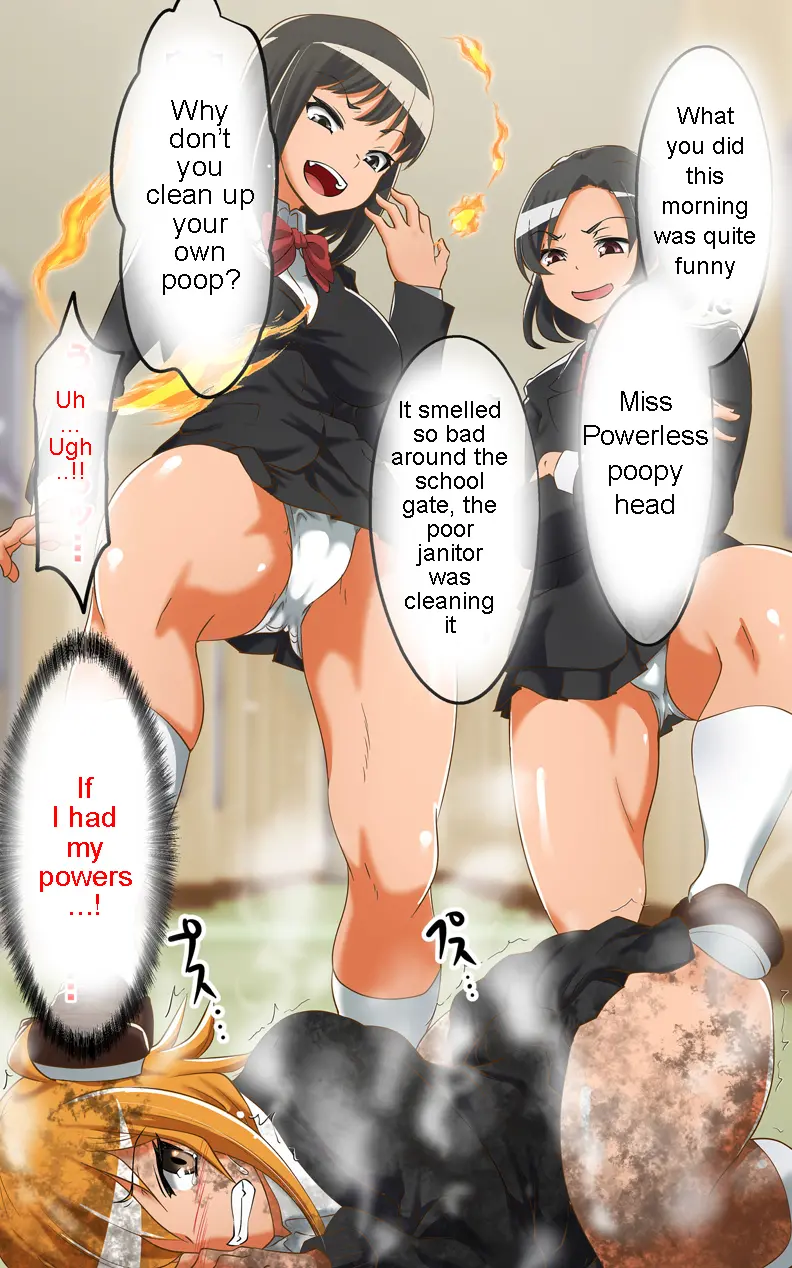 What
you did
this
morning
was quite
funny
Miss
Powerless
poopy
head
It smelled
so bad
around the
school
gate, the
poor
janitor
was
cleaning
it
Why
don't
you
clean up
your
own
poop?
Uh
...
Ugh
..!!
If
I had
my
powers
...!
プス…
プス…